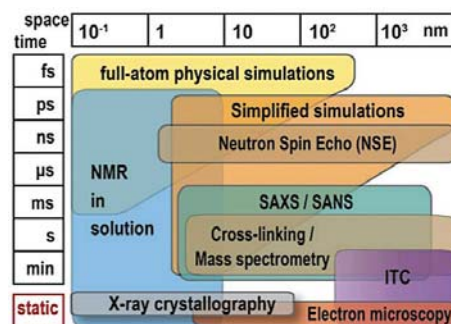 space
time
10⁻¹ 1 10 10² 10³ nm
fs
ps
ns
µs
ms
s
min
static
full-atom physical simulations
Simplified simulations
Neutron Spin Echo (NSE)
NMR
in
solution
SAXS / SANS
Cross-linking /
Mass spectrometry
ITC
X-ray crystallography
Electron microscopy